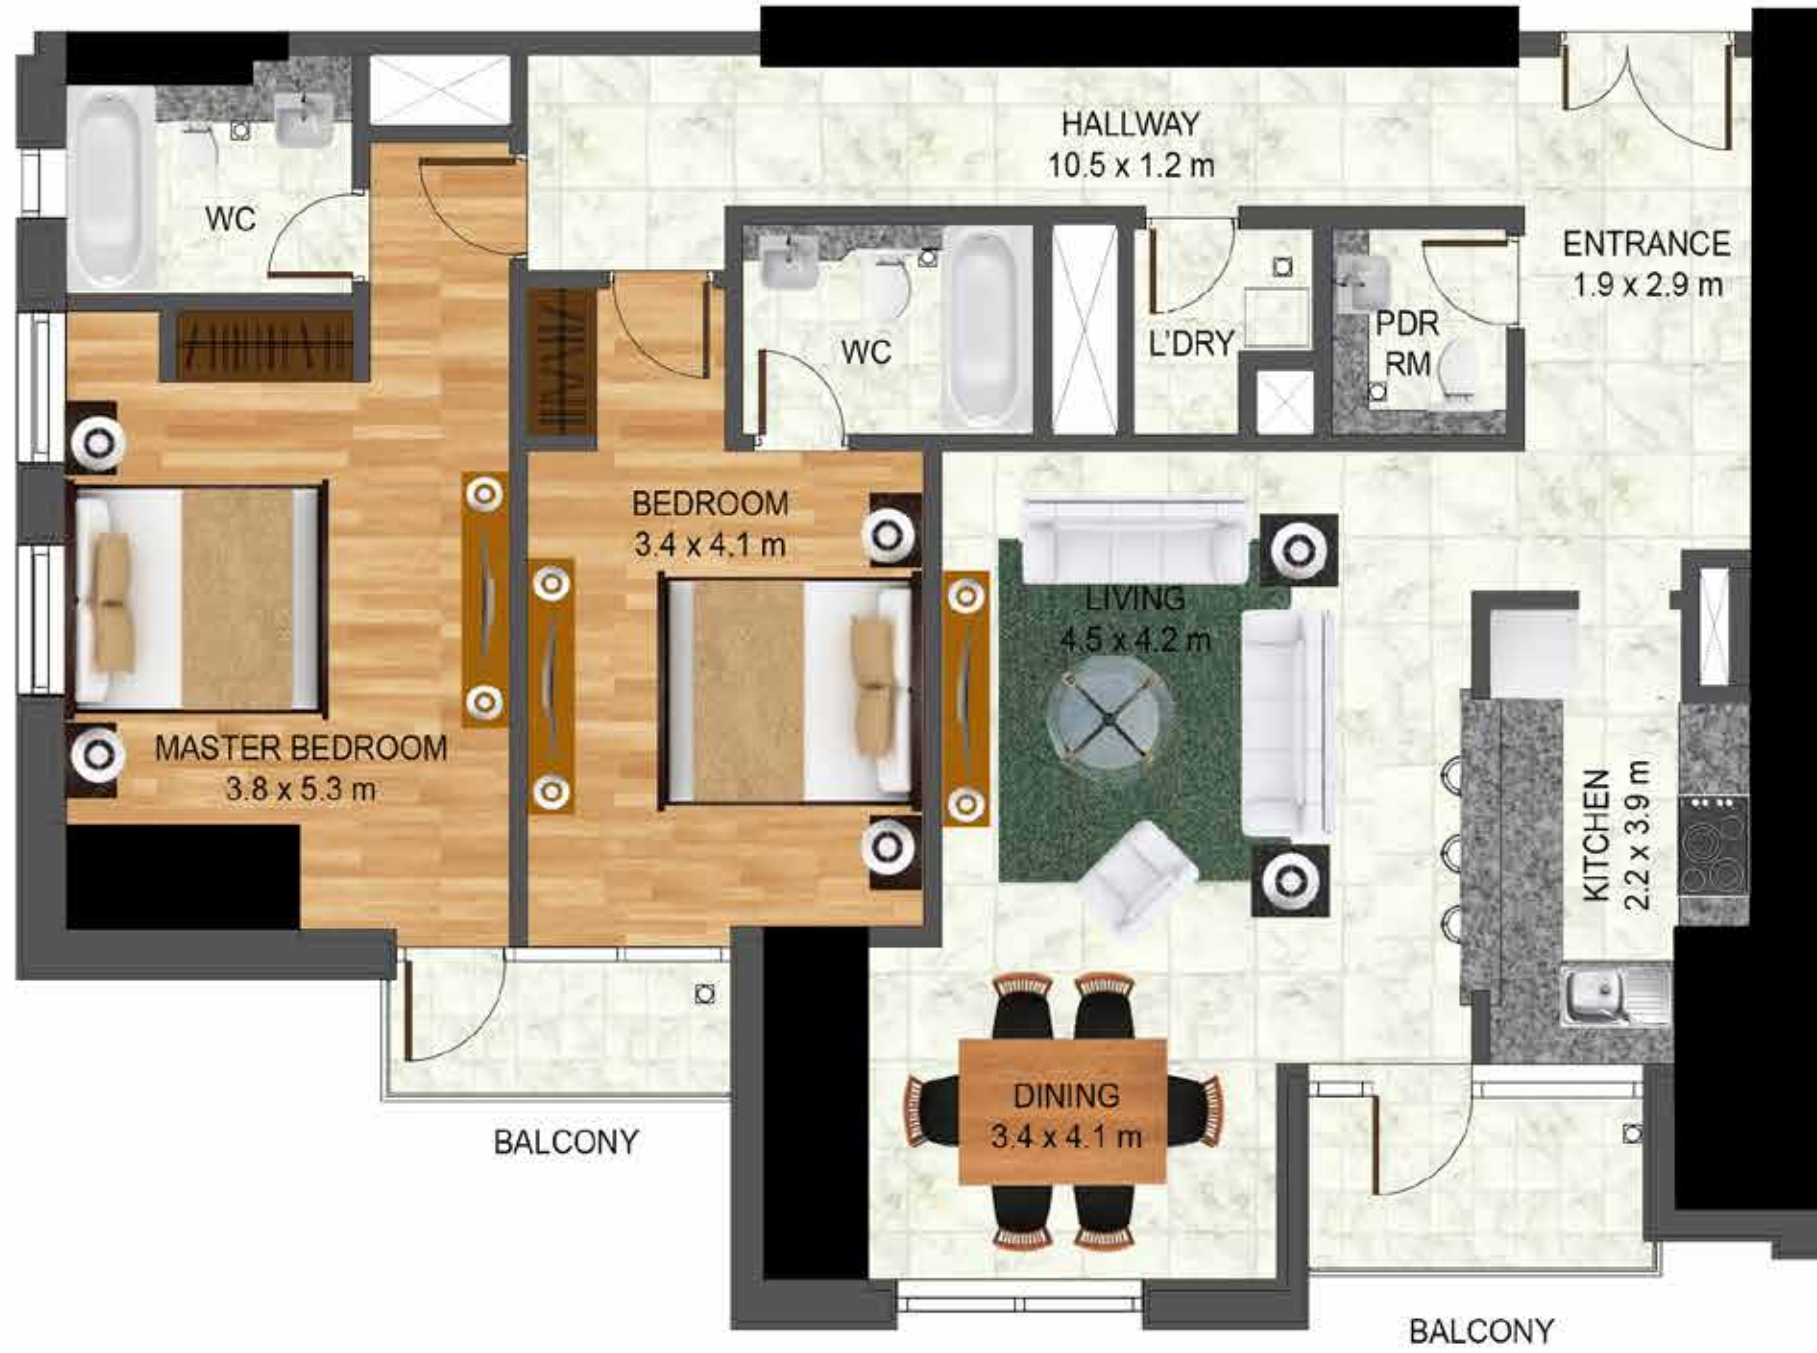 HALLWAY
10.5 x 1.2 m
WC
ENTRANCE
1.9 x 2.9 m
WC
L'DRY
PDR
RM
BEDROOM
3.4 x 4.1 m
LIVING
4.5 x 4.2 m
MASTER BEDROOM
3.8 x 5.3 m
KITCHEN
2.2 x 3.9 m
DINING
3.4 x 4.1 m
BALCONY
BALCONY